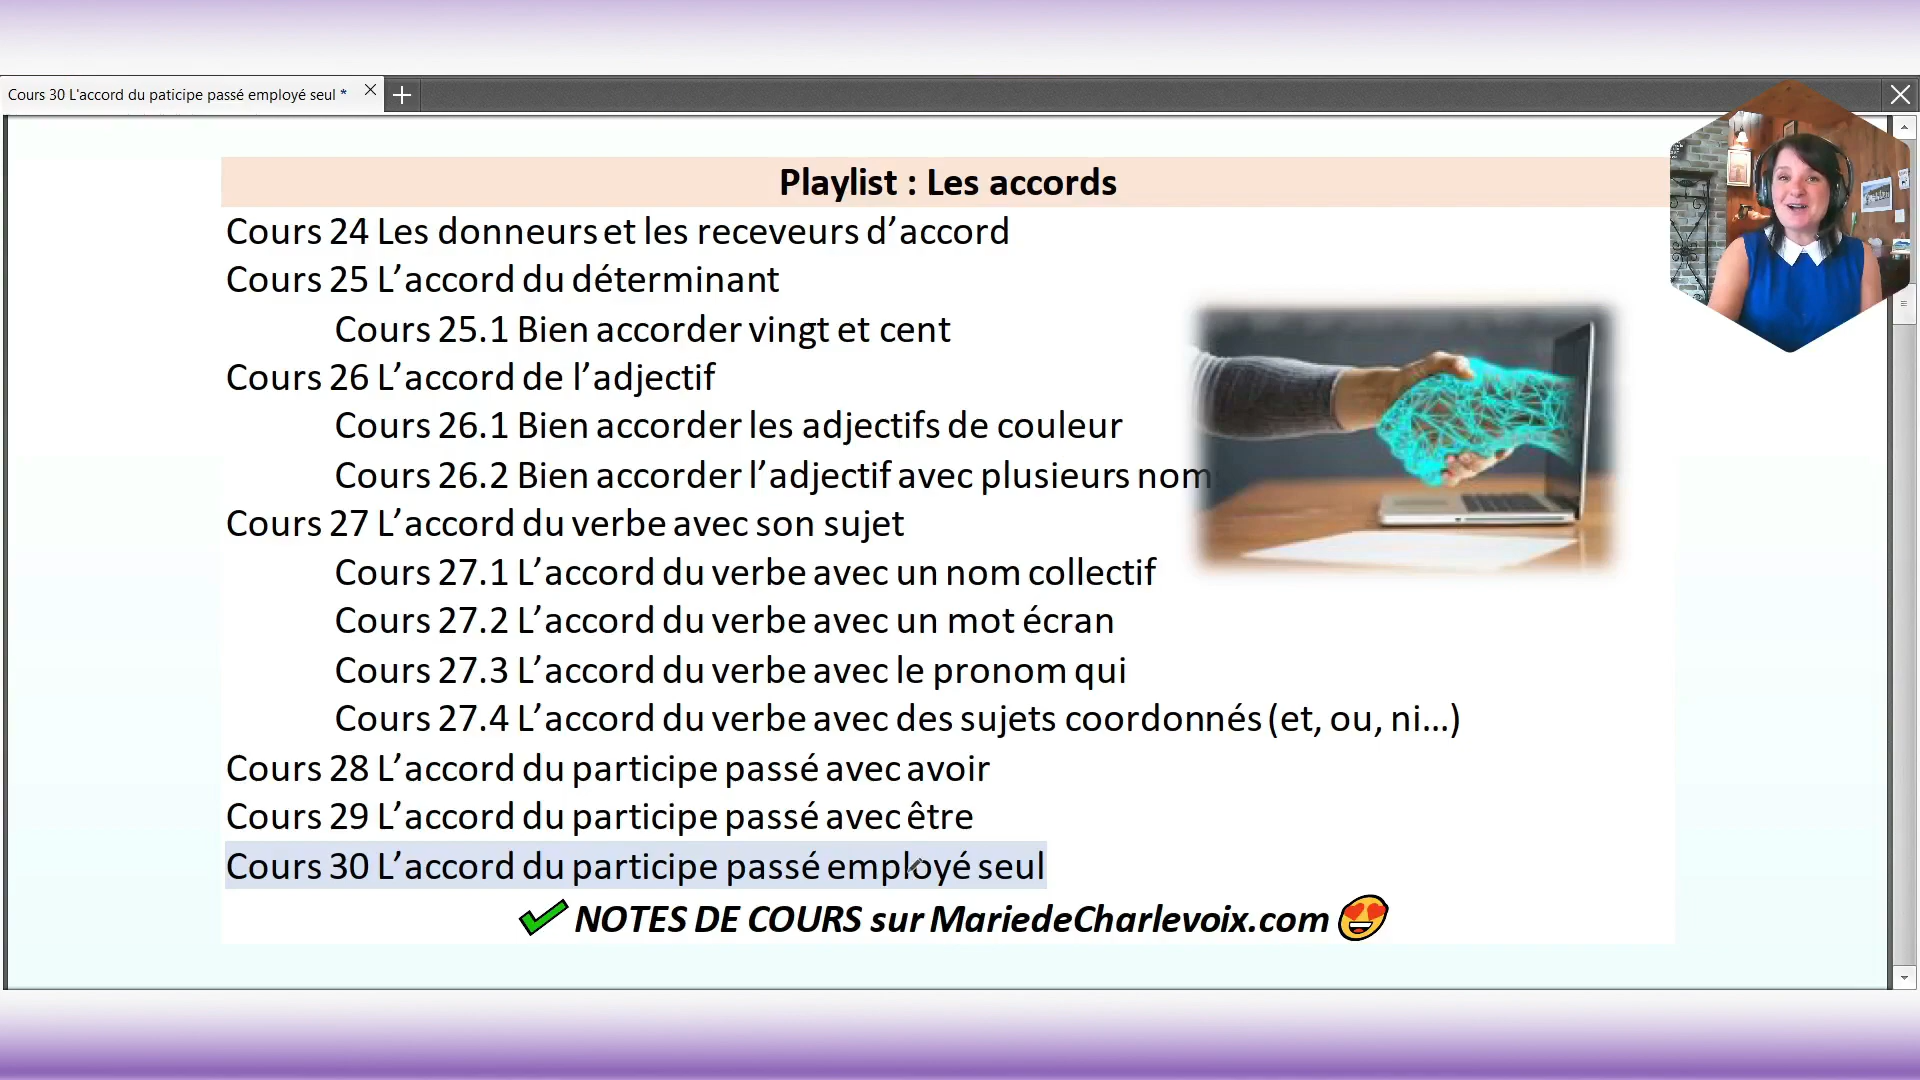 Cours 30 L'accord du paticipe passé employé seul *
Playlist : Les accords
Cours 24 Les donneurs et les receveurs d’accord
Cours 25 L’accord du déterminant
Cours 25.1 Bien accorder vingt et cent
Cours 26 L’accord de l’adjectif
Cours 26.1 Bien accorder les adjectifs de couleur
Cours 26.2 Bien accorder l’adjectif avec plusieurs nom
Cours 27 L’accord du verbe avec son sujet
Cours 27.1 L’accord du verbe avec un nom collectif
Cours 27.2 L’accord du verbe avec un mot écran
Cours 27.3 L’accord du verbe avec le pronom qui
Cours 27.4 L’accord du verbe avec des sujets coordonnés (et, ou, ni…)
Cours 28 L’accord du participe passé avec avoir
Cours 29 L’accord du participe passé avec être
Cours 30 L’accord du participe passé employé seul
NOTES DE COURS sur MariedeCharlevoix.com